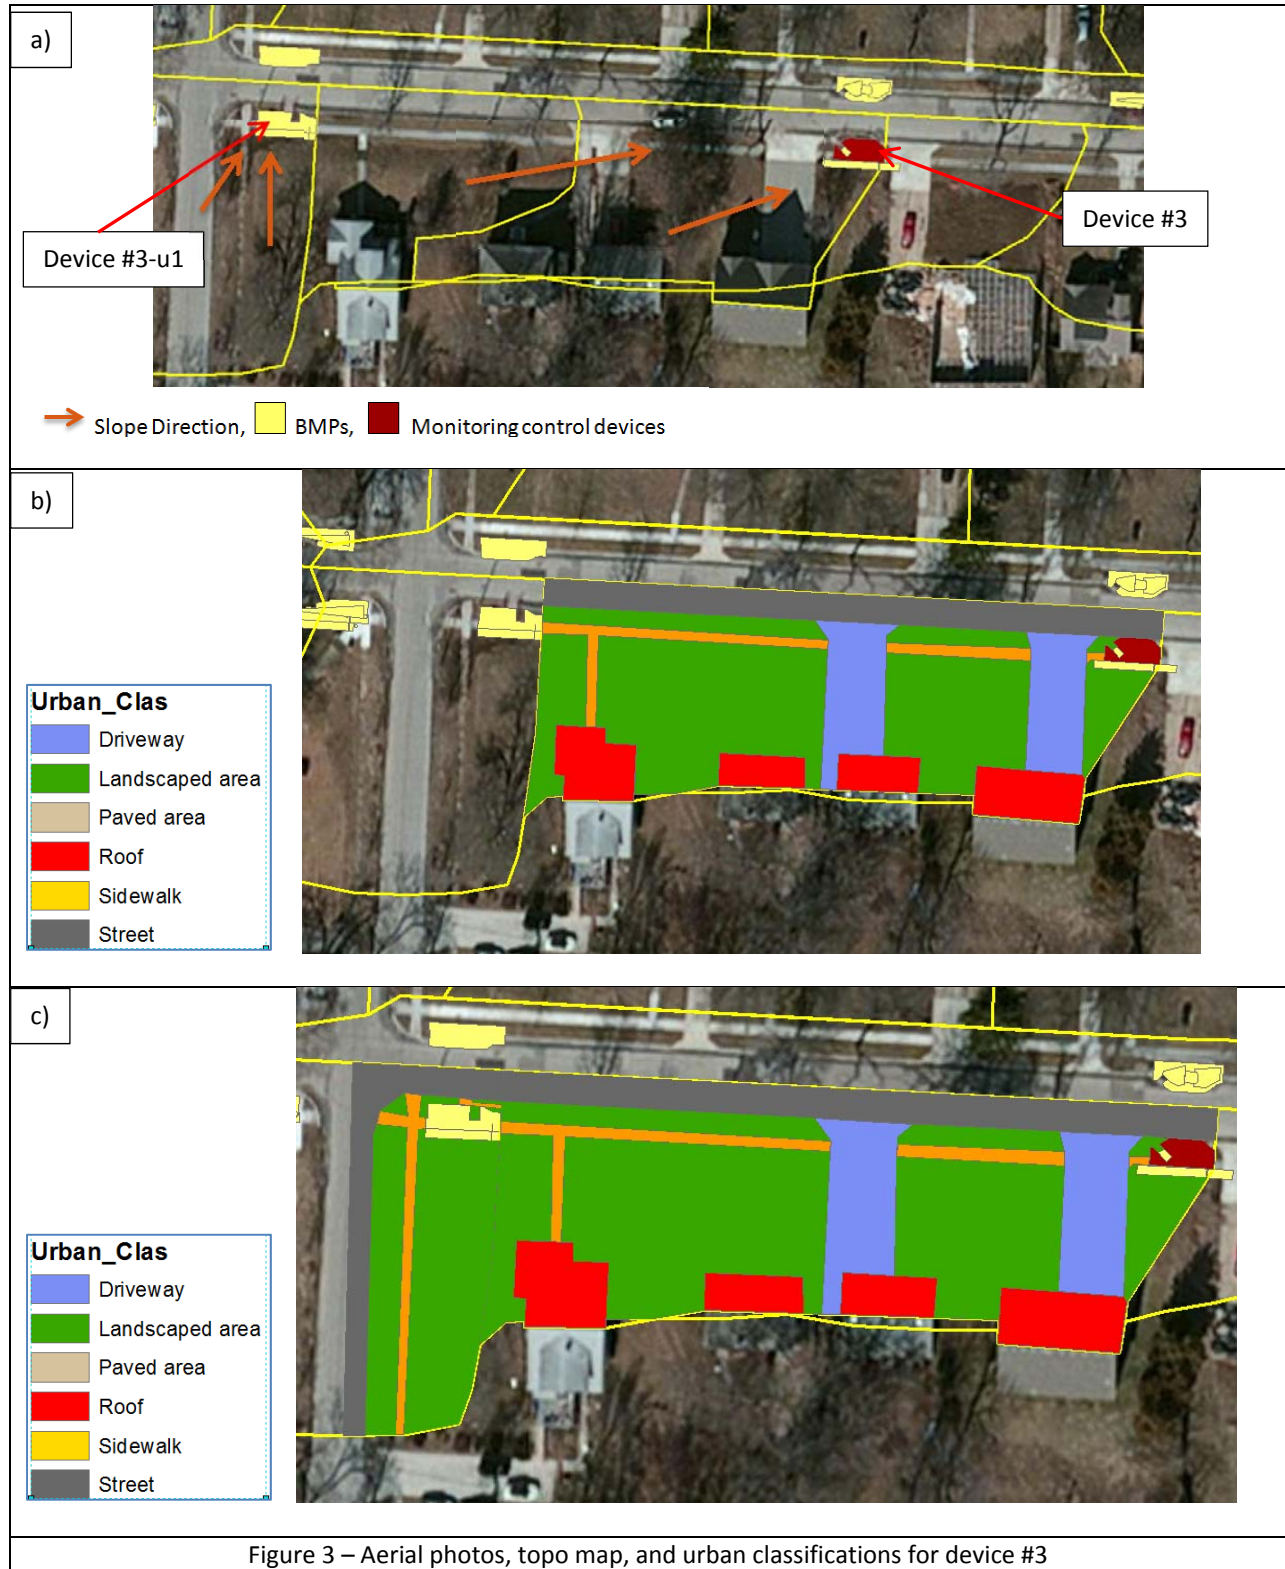 a)
Device #3-u1
Device #3
Slope Direction, BMPs, Monitoring control devices
b)
Urban_Clas
Driveway
Landscaped area
Paved area
Roof
Sidewalk
Street
c)
Urban_Clas
Driveway
Landscaped area
Paved area
Roof
Sidewalk
Street
Figure 3 – Aerial photos, topo map, and urban classifications for device #3